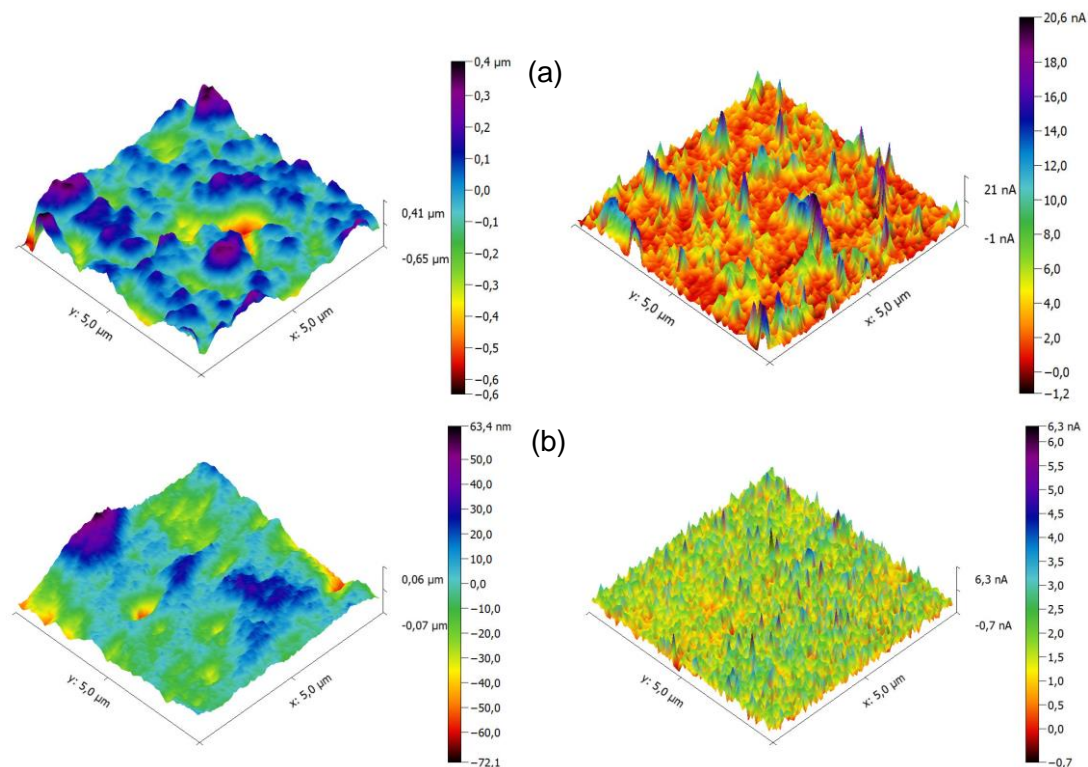 (a)
0,4 µm
0,3
0,2
0,1
0,0
−0,1
−0,2
−0,3
−0,4
−0,5
−0,6
−0,6
0,41 µm
−0,65 µm
y: 5,0 µm
x: 5,0 µm
20,6 nA
18,0
16,0
14,0
12,0
10,0
8,0
6,0
4,0
2,0
−0,0
−1,2
21 nA
−1 nA
y: 5,0 µm
x: 5,0 µm
(b)
63,4 nm
50,0
40,0
30,0
20,0
10,0
0,0
−10,0
−20,0
−30,0
−40,0
−50,0
−60,0
−72,1
0,06 µm
−0,07 µm
y: 5,0 µm
x: 5,0 µm
6,3 nA
6,0
5,5
5,0
4,5
4,0
3,5
3,0
2,5
2,0
1,5
1,0
0,5
0,0
−0,7
6,3 nA
−0,7 nA
y: 5,0 µm
x: 5,0 µm